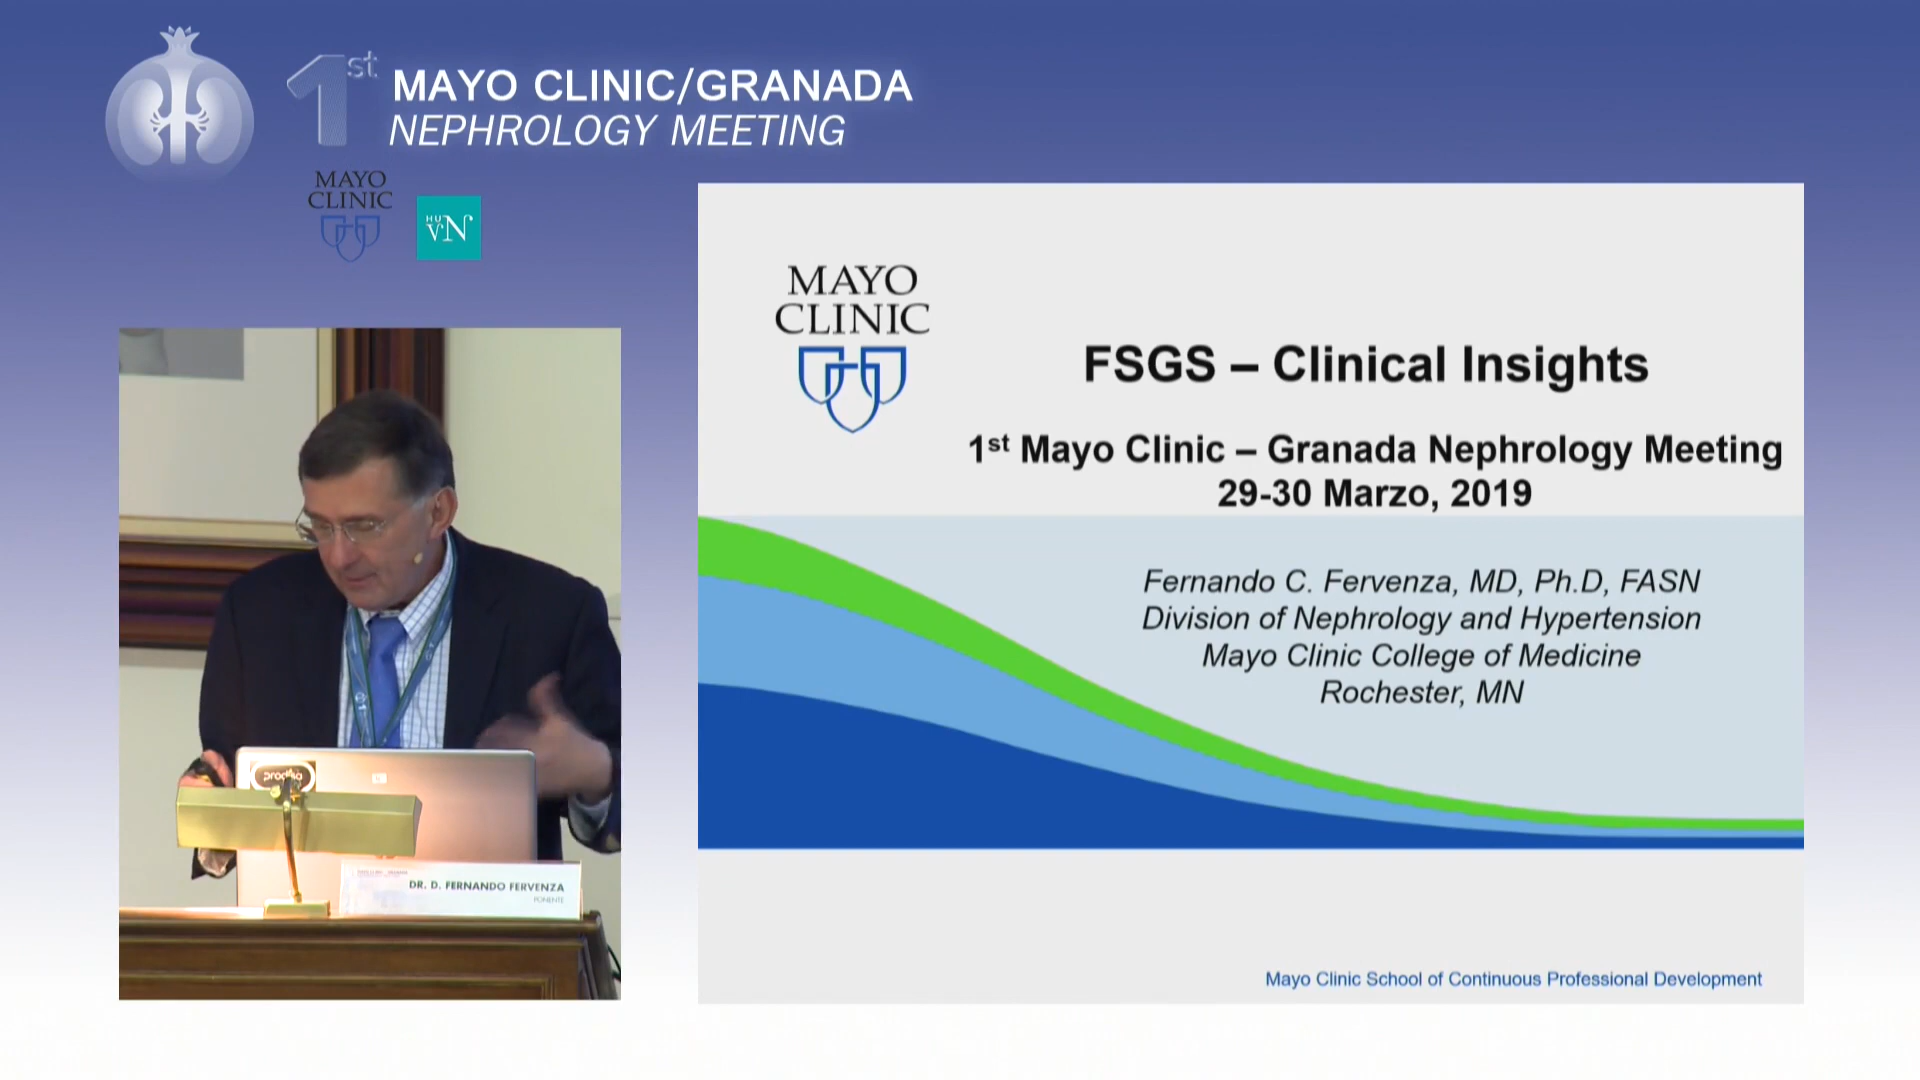 1st MAYO CLINIC/GRANADA
NEPHROLOGY MEETING
MAYO
CLINIC
HU
VN
MAYO
CLINIC
FSGS – Clinical Insights
1st Mayo Clinic – Granada Nephrology Meeting
29-30 Marzo, 2019
Fernando C. Fervenza, MD, Ph.D, FASN
Division of Nephrology and Hypertension
Mayo Clinic College of Medicine
Rochester, MN
DR. D. FERNANDO FERVENZA
PONENTE
Mayo Clinic School of Continuous Professional Development